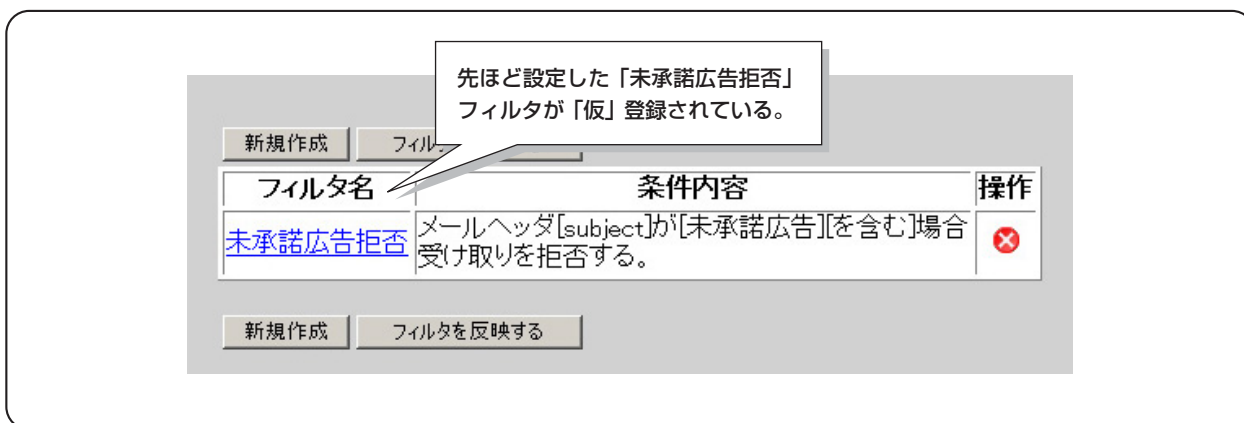 先ほど設定した「未承諾広告拒否」
フィルタが「仮」登録されている。
新規作成 フィル
フィルタ名 条件内容 操作
未承諾広告拒否 メールヘッダ[subject]が[未承諾広告][を含む]場合
受け取りを拒否する。
新規作成 フィルタを反映する